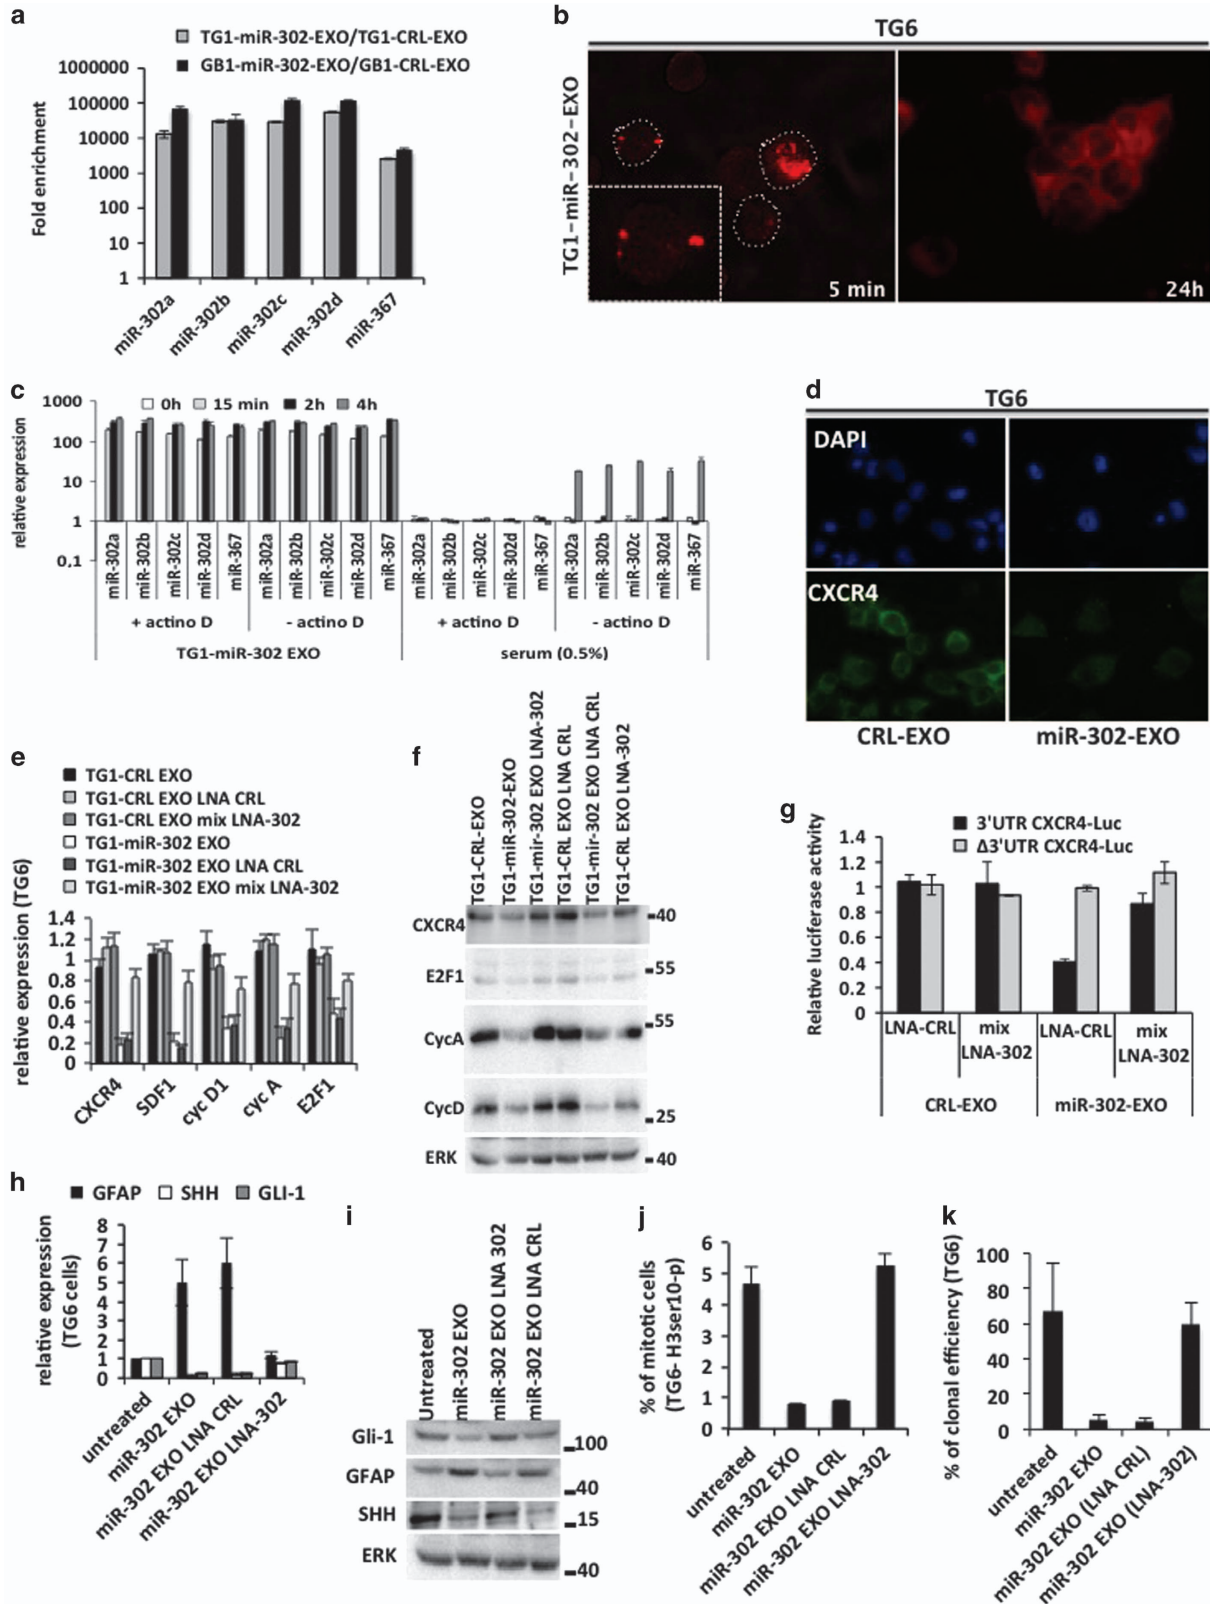 a
TG1-miR-302-EXO/TG1-CRL-EXO
GB1-miR-302-EXO/GB1-CRL-EXO
Fold enrichment
1000000
100000
10000
1000
100
10
1
miR-302a
miR-302b
miR-302c
miR-302d
miR-367
b
TG6
TG1-miR-302-EXO
5 min
24h
c
0h
15 min
2h
4h
relative expression
1000
100
10
1
0,1
miR-302a
miR-302b
miR-302c
miR-302d
miR-367
miR-302a
miR-302b
miR-302c
miR-302d
miR-367
miR-302a
miR-302b
miR-302c
miR-302d
miR-367
miR-302a
miR-302b
miR-302c
miR-302d
miR-367
+ actino D
- actino D
+ actino D
- actino D
TG1-miR-302 EXO
serum (0.5%)
d
TG6
DAPI
CXCR4
CRL-EXO
miR-302-EXO
e
TG1-CRL EXO
TG1-CRL EXO LNA CRL
TG1-CRL EXO mix LNA-302
TG1-miR-302 EXO
TG1-miR-302 EXO LNA CRL
TG1-miR-302 EXO mix LNA-302
relative expression (TG6)
1.4
1.2
1
0.8
0.6
0.4
0.2
0
CXCR4
SDF1
cyc D1
cyc A
E2F1
f
TG1-CRL-EXO
TG1-miR-302-EXO
TG1-mir-302 EXO LNA-302
TG1-CRL EXO LNA CRL
TG1-mir-302 EXO LNA CRL
TG1-CRL EXO LNA-302
CXCR4
40
E2F1
55
CycA
55
CycD
25
ERK
40
g
3'UTR CXCR4-Luc
Δ3'UTR CXCR4-Luc
Relative luciferase activity
1.4
1.2
1
0.8
0.6
0.4
0.2
0
LNA-CRL
mix
LNA-302
LNA-CRL
mix
LNA-302
CRL-EXO
miR-302-EXO
h
GFAP
SHH
GLI-1
relative expression
(TG6 cells)
8
7
6
5
4
3
2
1
0
untreated
miR-302 EXO
miR-302 EXO LNA CRL
miR-302 EXO LNA-302
i
Untreated
miR-302 EXO
miR-302 EXO LNA 302
miR-302 EXO LNA CRL
Gli-1
100
GFAP
40
SHH
15
ERK
40
j
% of mitotic cells
(TG6- H3ser10-p)
6
5
4
3
2
1
0
untreated
miR-302 EXO
miR-302 EXO LNA CRL
miR-302 EXO LNA-302
k
% of clonal efficiency (TG6)
100
80
60
40
20
0
untreated
miR-302 EXO
miR-302 EXO (LNA CRL)
miR-302 EXO (LNA-302)